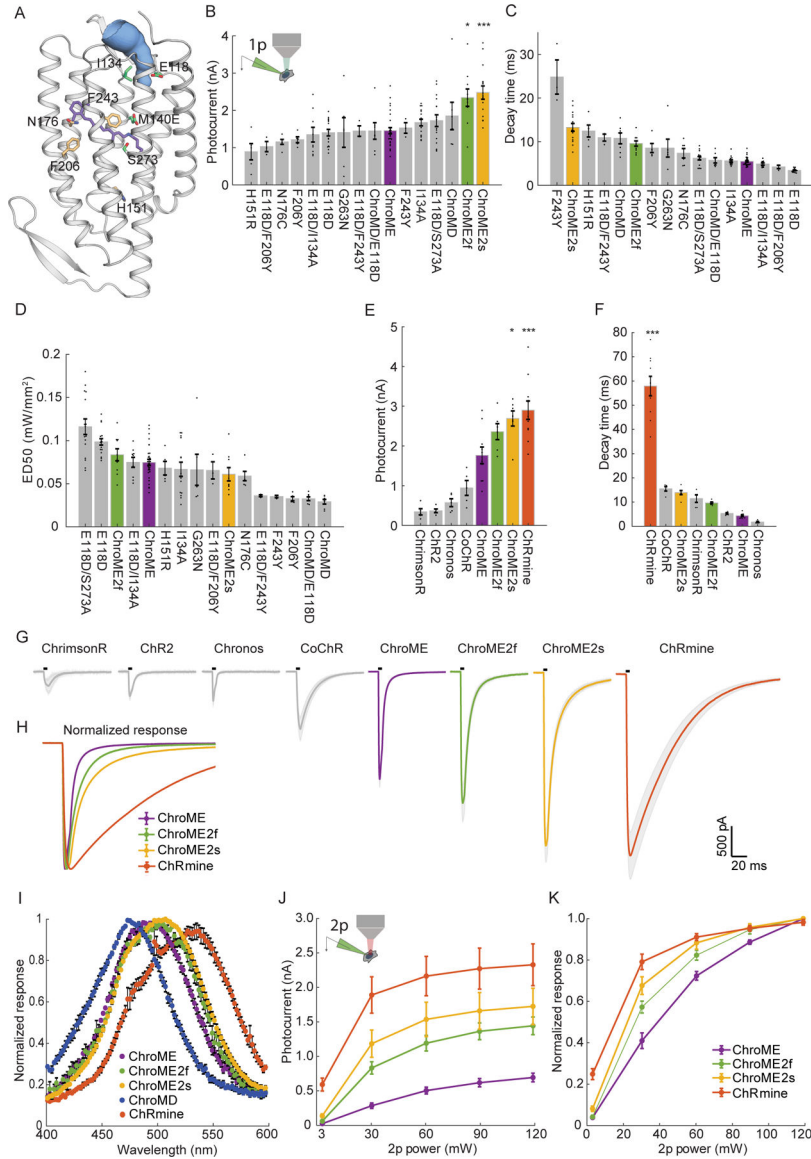 A
I134
E118
F243
N176
M140E
S273
F206
H151
B
1p
*
***
Photocurrent (nA)
4
3
2
1
0
H151R
E118D/F206Y
N176C
F206Y
E118D/I134A
E118D
G263N
E118D/F243Y
ChroMD/E118D
ChroME
F243Y
I134A
E118D/S273A
ChroMD
ChroME2f
ChroME2s
C
Decay time (ms)
40
30
20
10
0
F243Y
ChroME2s
H151R
E118D/F243Y
ChroMD
ChroME2f
F206Y
G263N
N176C
E118D/S273A
ChroMD/E118D
I134A
ChroME
E118D/I134A
E118D/F206Y
E118D
D
ED50 (mW/mm²)
0.2
0.15
0.1
0.05
0
E118D/S273A
E118D
ChroME2f
E118D/I134A
ChroME
H151R
I134A
G263N
E118D/F206Y
ChroME2s
N176C
E118D/F243Y
F243Y
F206Y
ChroMD/E118D
ChroMD
E
*
***
Photocurrent (nA)
5
4
3
2
1
0
ChrimsonR
ChR2
Chronos
CoChR
ChroME
ChroME2f
ChroME2s
ChRmine
F
***
Decay time (ms)
80
70
60
50
40
30
20
10
0
ChRmine
CoChR
ChroME2s
ChrimsonR
ChroME2f
ChR2
ChroME
Chronos
G
ChrimsonR
ChR2
Chronos
CoChR
ChroME
ChroME2f
ChroME2s
ChRmine
500 pA
20 ms
H
Normalized response
ChroME
ChroME2f
ChroME2s
ChRmine
I
Normalized response
1
0.8
0.6
0.4
0.2
0
400
450
500
550
600
Wavelength (nm)
ChroME
ChroME2f
ChroME2s
ChroMD
ChRmine
J
2p
Photocurrent (nA)
3.0
2.5
2.0
1.5
1.0
0.5
0
3
30
60
90
120
2p power (mW)
K
Normalized response
1.0
0.8
0.6
0.4
0.2
0.0
0
20
40
60
80
100
120
2p power (mW)
ChroME
ChroME2f
ChroME2s
ChRmine